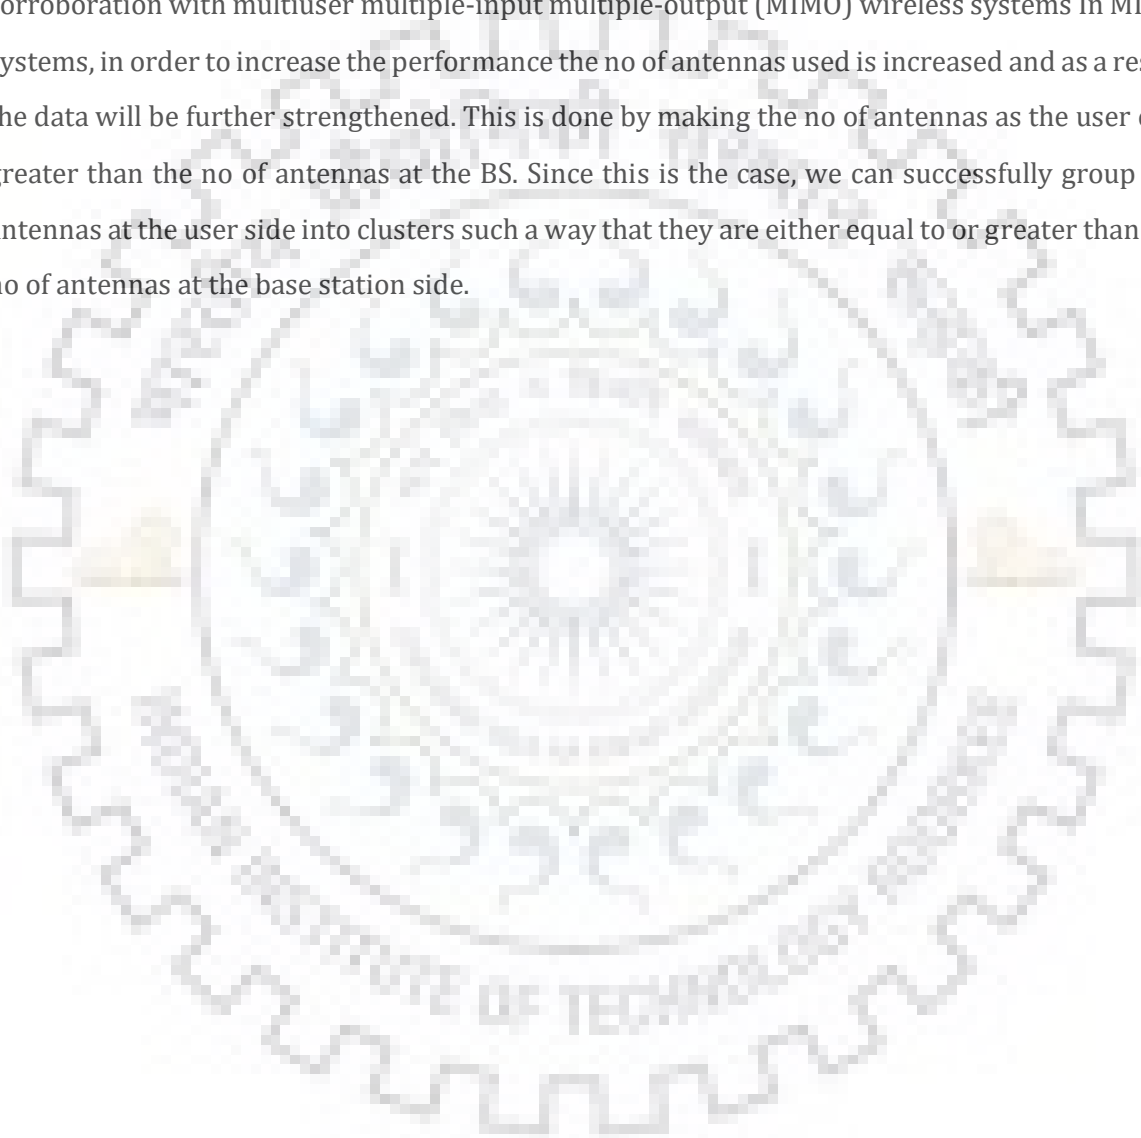 orroboration with multiuser multiple-input multiple-output (MIMO) wireless systems In MI
ystems, in order to increase the performance the no of antennas used is increased and as a res
he data will be further strengthened. This is done by making the no of antennas as the user
greater than the no of antennas at the BS. Since this is the case, we can successfully group
ntennas at the user side into clusters such a way that they are either equal to or greater than
no of antennas at the base station side.
INSTITUTE OF TECHNOLOGY